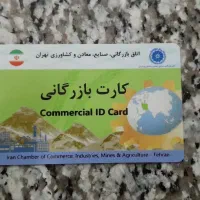 اتاق بازرگانی، صنایع، معادن و کشاورزی تهران
کارت بازرگانی
Commercial ID Card
Iran Chamber of Commerce, Industries, Mines & Agriculture - Tehran